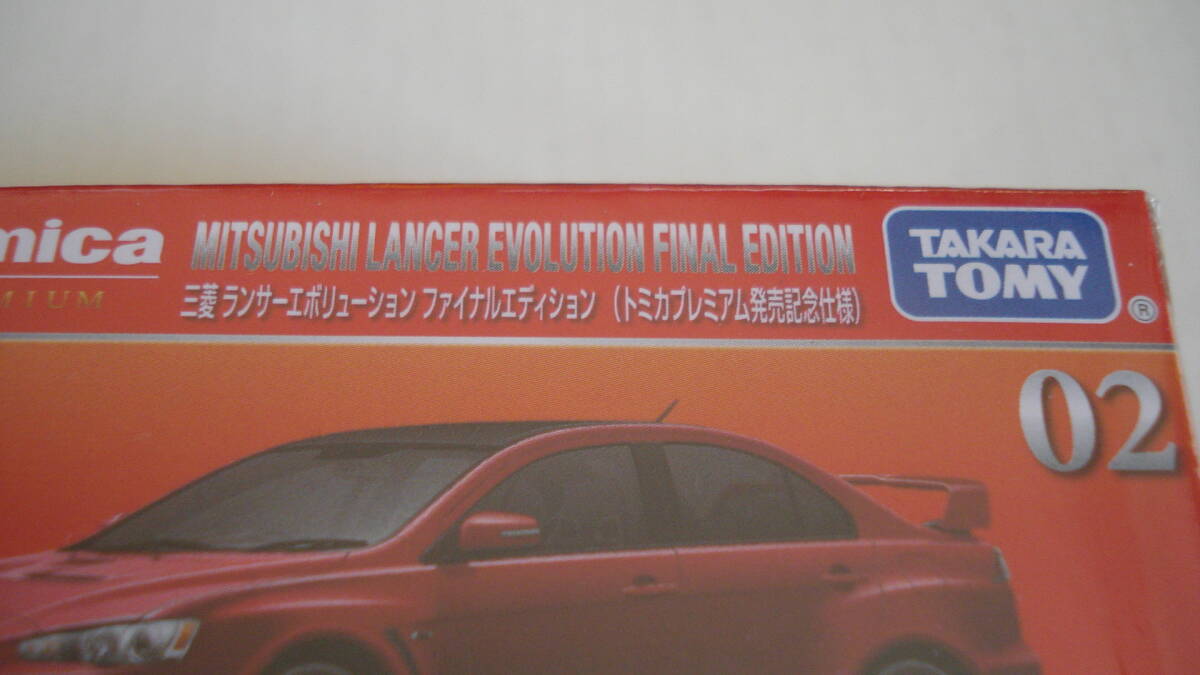 mica
MIUM
MITSUBISHI LANCER EVOLUTION FINAL EDITION
三菱 ランサーエボリューション ファイナルエディション (トミカプレミアム発売記念仕様)
TAKARA
TOMY
®
02